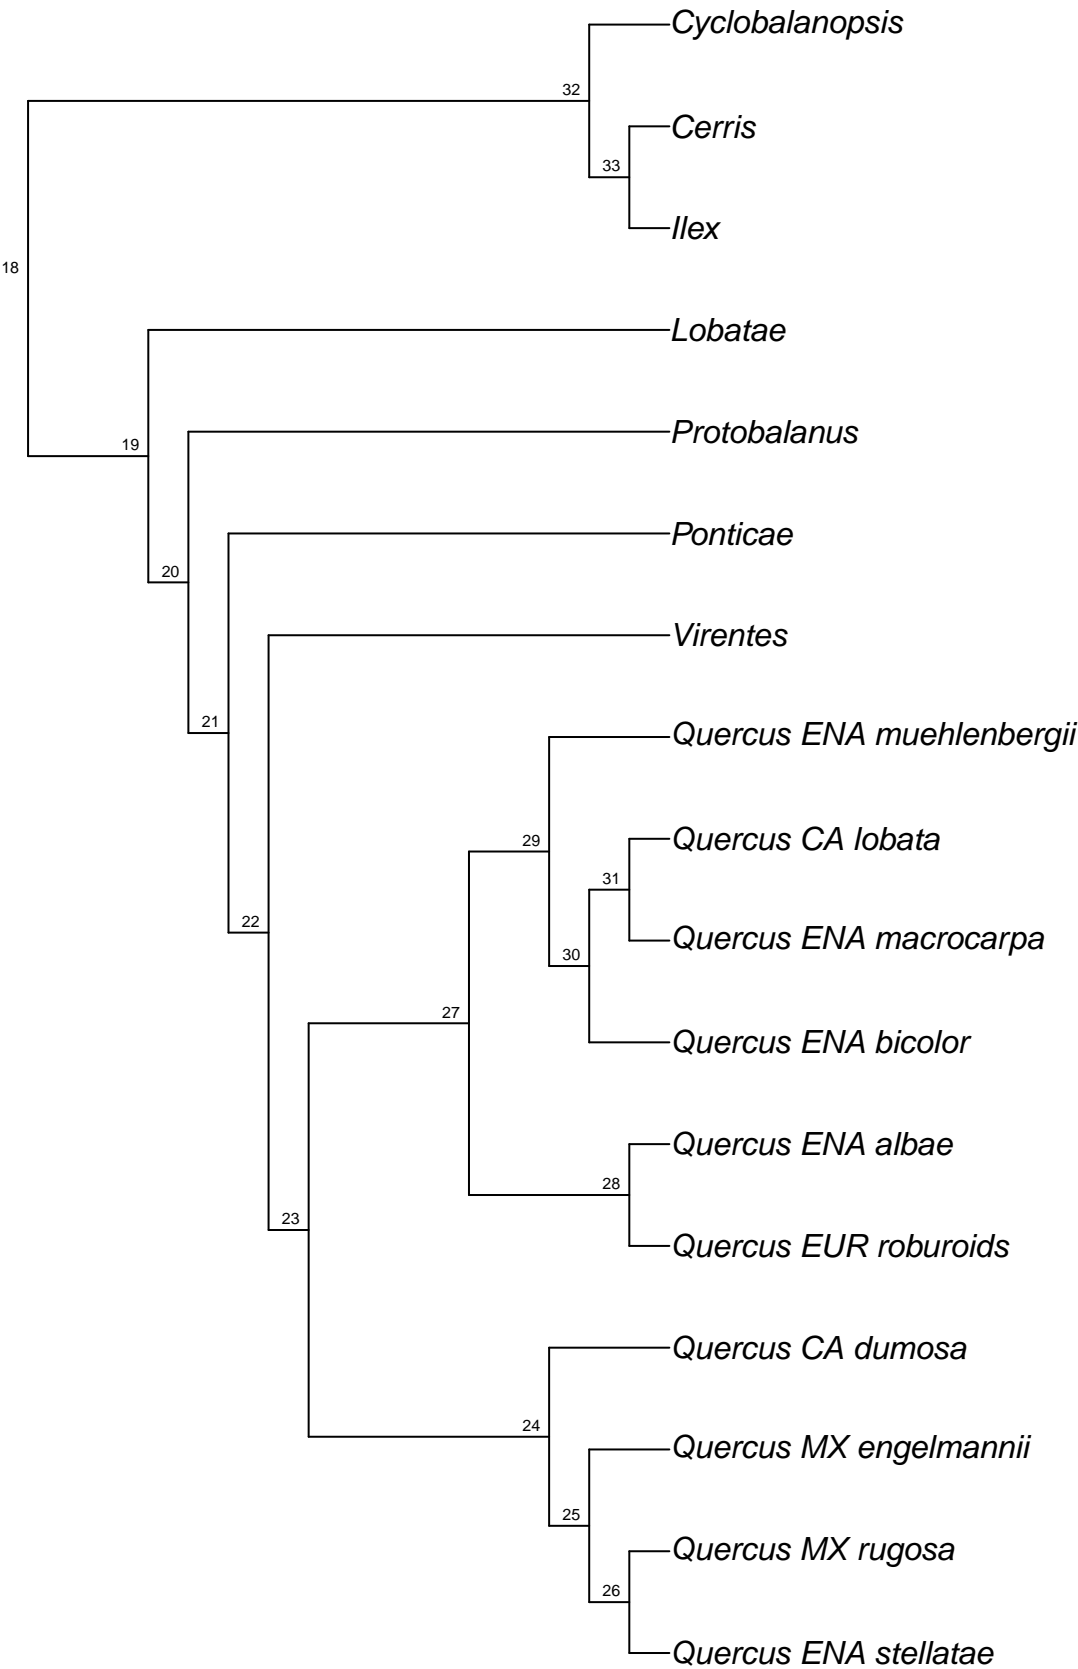 Cyclobalanopsis
32
Cerris
33
Ilex
18
Lobatae
Protobalanus
19
Ponticae
20
Virentes
21
Quercus ENA muehlenbergii
29
Quercus CA lobata
31
22
Quercus ENA macrocarpa
30
27
Quercus ENA bicolor
Quercus ENA albae
28
23
Quercus EUR roburoids
Quercus CA dumosa
24
Quercus MX engelmannii
25
Quercus MX rugosa
26
Quercus ENA stellatae